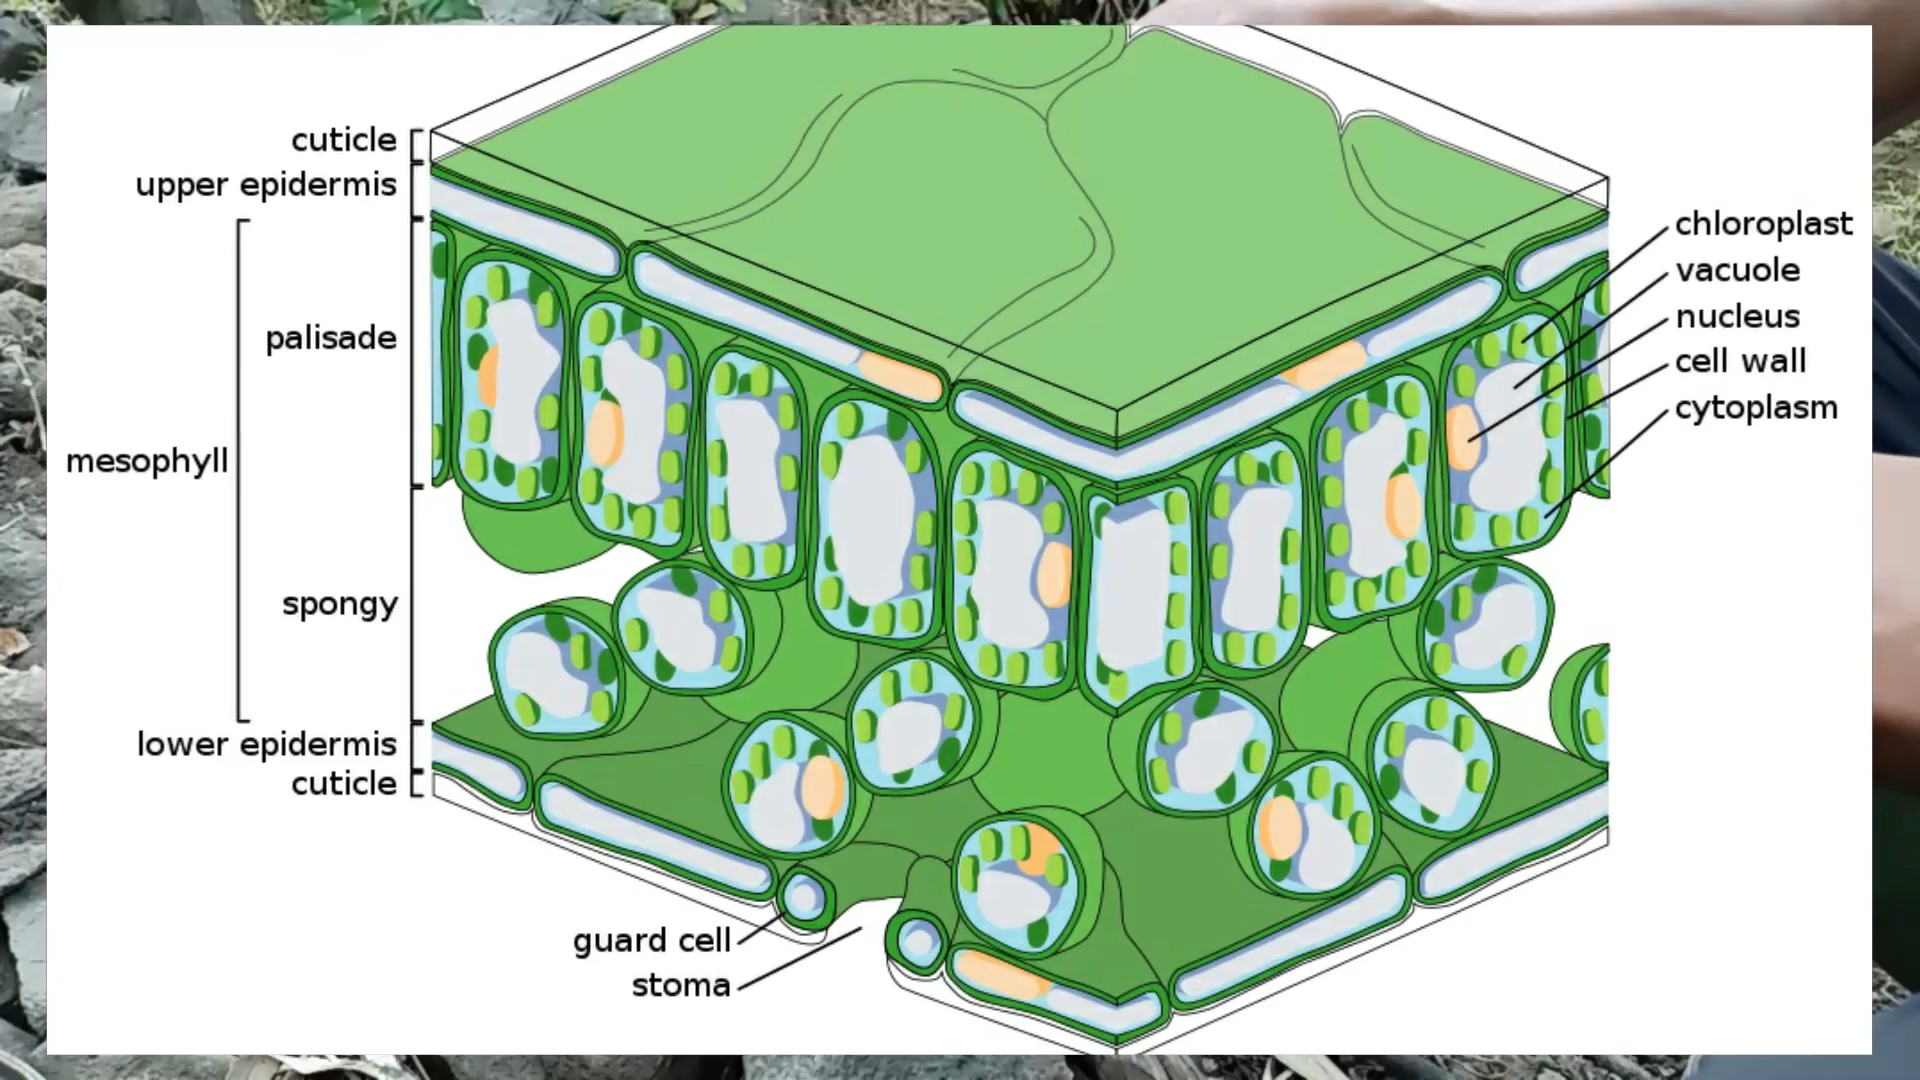 cuticle
upper epidermis
palisade
mesophyll
spongy
lower epidermis
cuticle
guard cell
stoma
chloroplast
vacuole
nucleus
cell wall
cytoplasm